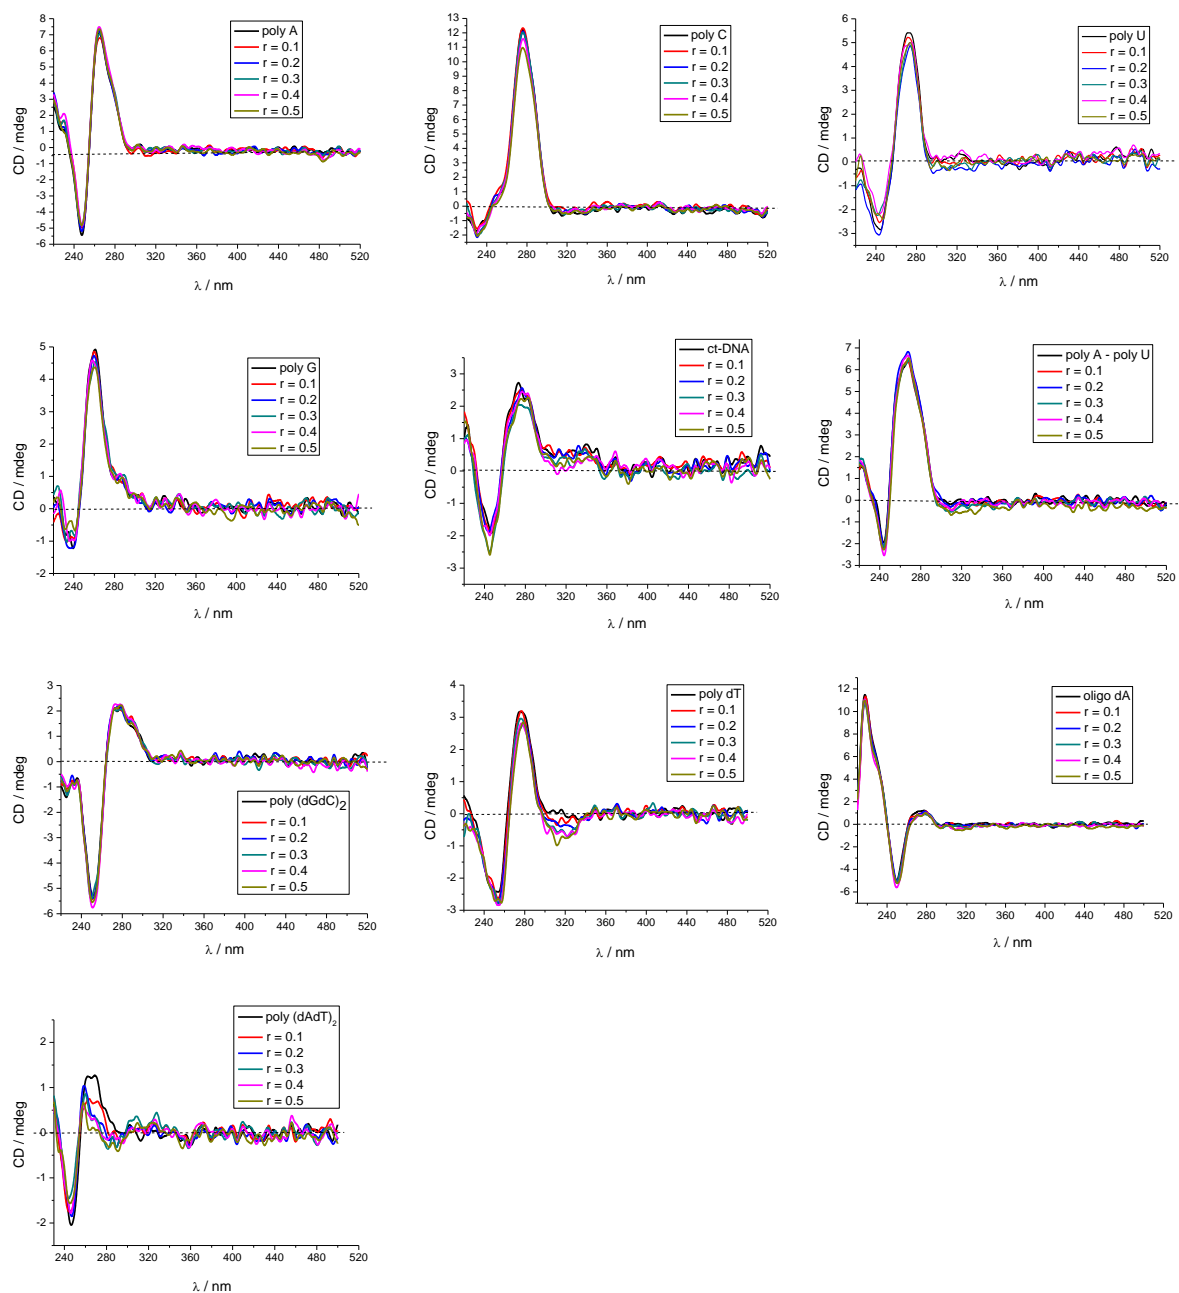 poly A
r = 0.1
r = 0.2
r = 0.3
r = 0.4
r = 0.5
8
7
6
5
4
3
2
1
0
-1
-2
-3
-4
-5
-6
CD / mdeg
240 280 320 360 400 440 480 520
λ / nm
poly C
r = 0.1
r = 0.2
r = 0.3
r = 0.4
r = 0.5
13
12
11
10
9
8
7
6
5
4
3
2
1
0
-1
-2
CD / mdeg
240 280 320 360 400 440 480 520
λ / nm
poly U
r = 0.1
r = 0.2
r = 0.3
r = 0.4
r = 0.5
6
5
4
3
2
1
0
-1
-2
-3
CD / mdeg
240 280 320 360 400 440 480 520
λ / nm
poly G
r = 0.1
r = 0.2
r = 0.3
r = 0.4
r = 0.5
5
4
3
2
1
0
-1
-2
CD / mdeg
240 280 320 360 400 440 480 520
λ / nm
ct-DNA
r = 0.1
r = 0.2
r = 0.3
r = 0.4
r = 0.5
3
2
1
0
-1
-2
-3
CD / mdeg
240 280 320 360 400 440 480 520
λ / nm
poly A - poly U
r = 0.1
r = 0.2
r = 0.3
r = 0.4
r = 0.5
7
6
5
4
3
2
1
0
-1
-2
-3
CD / mdeg
240 280 320 360 400 440 480 520
λ / nm
poly (dGdC)2
r = 0.1
r = 0.2
r = 0.3
r = 0.4
r = 0.5
3
2
1
0
-1
-2
-3
-4
-5
-6
CD / mdeg
240 280 320 360 400 440 480 520
λ / nm
poly dT
r = 0.1
r = 0.2
r = 0.3
r = 0.4
r = 0.5
4
3
2
1
0
-1
-2
-3
CD / mdeg
240 280 320 360 400 440 480 520
λ / nm
oligo dA
r = 0.1
r = 0.2
r = 0.3
r = 0.4
r = 0.5
12
10
8
6
4
2
0
-2
-4
-6
CD / mdeg
240 280 320 360 400 440 480 520
λ / nm
poly (dAdT)2
r = 0.1
r = 0.2
r = 0.3
r = 0.4
r = 0.5
2
1
0
-1
-2
CD / mdeg
240 280 320 360 400 440 480 520
λ / nm